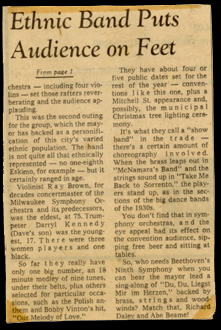 Ethnic Band Puts
Audience on Feet
From page 1
chestra — including four vio-
lins — set those rafters rever-
berating and the audience ap-
plauding.
This was the second outing
for the group, which the may-
or has backed as a personifi-
cation of this city's varied
ethnic population. The band
is not quite all that ethnically
represented — no one-eighth
Eskimo, for example — but it
certainly ranged in age.
Violinist Ray Brown, for
decades concertmaster of the
Milwaukee Symphony Or-
chestra and its predecessors,
was the eldest, at 75. Trum-
peter Darryl Kennedy
(Dave's son) was the young-
est, 17. There were three
women players and one
black.
So far they really have
only one big number, an 18
minute medley of nine tunes,
under their belts, plus others
selected for particular occa-
sions, such as the Polish an-
them and Bobby Vinton's hit,
"Our Melody of Love."
They have about four or
five public dates set for the
rest of the year — conven-
tions like this one, plus a
Mitchell St. appearance and,
possibly, the municipal
Christmas tree lighting cere-
mony.
It's what they call a "show
band" in the trade —
there's a certain amount of
choreography involved.
When the brass leaps out in
"McNamara's Band" and the
strings sound up in "Take Me
Back to Sorrento," the play-
ers stand up, as in the sec-
tions of the big dance bands
of the 1930s.
You don't find that in sym-
phony orchestras, and the
eye appeal had its effect on
the convention audience, sip-
ping free beer and sitting at
tables.
So, who needs Beethoven's
Ninth Symphony when you
can hear the mayor lead a
sing-along of "Du, Du, Liegst
Mir im Herzen," backed by
brass, strings and wood-
winds? Match that, Richard
Daley and Abe Beame!